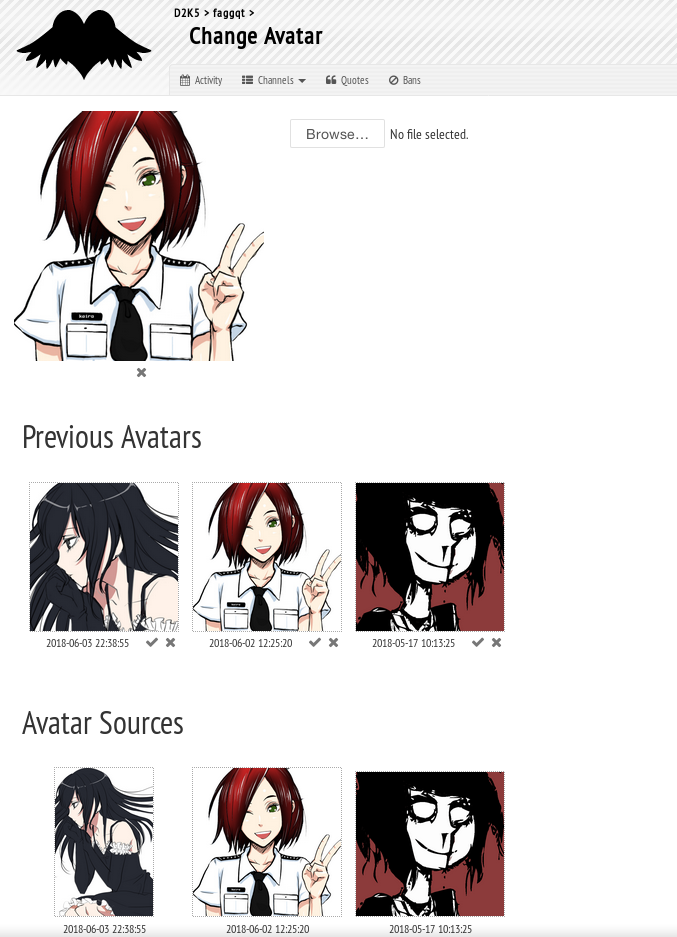 D2K5 > faggqt >
Change Avatar
Activity Channels Quotes Bans
Browse... No file selected.
keira
Previous Avatars
2018-06-03 22:38:55 2018-06-02 12:25:20 2018-05-17 10:13:25
Avatar Sources
2018-06-03 22:38:55 2018-06-02 12:25:20 2018-05-17 10:13:25